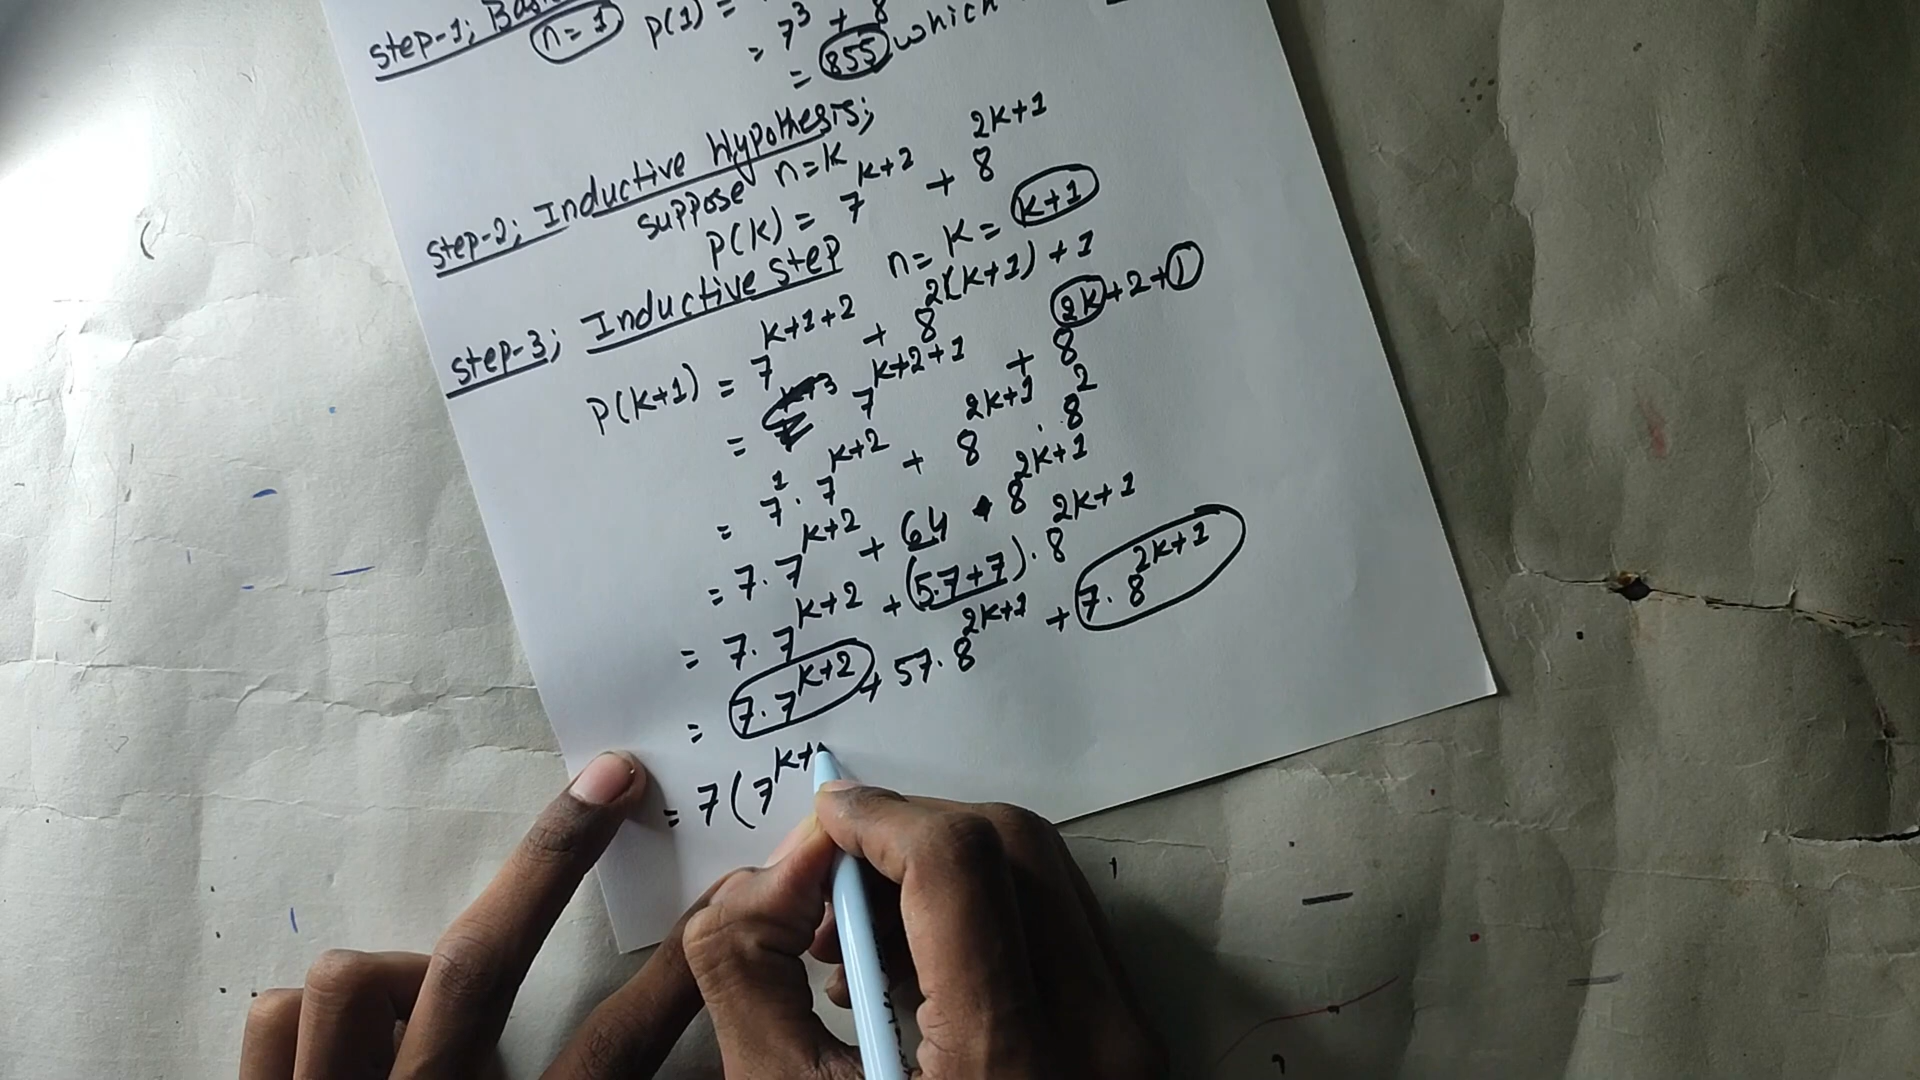 step-1; Basi
n=1 P(1) =
= 7³ + 8
= 855 which
step-2; Inductive Hypothesis;
suppose n=k
P(k) = 7^{k+2} + 8^{2k+1}
step-3; Inductive step n= k= k+1
P(k+1) = 7^{k+1+2} + 8^{2(k+1)+1}
= 7^{k+2+1} + 8^{2k+2+1}
= 7^1 . 7^{k+2} + 8^{2k+1} . 8^2
= 7.7^{k+2} + 64 . 8^{2k+1}
= 7.7^{k+2} + (57+7) . 8^{2k+1}
= 7.7^{k+2} + 57.8^{2k+1} + 7.8^{2k+1}
= 7(7^{k+